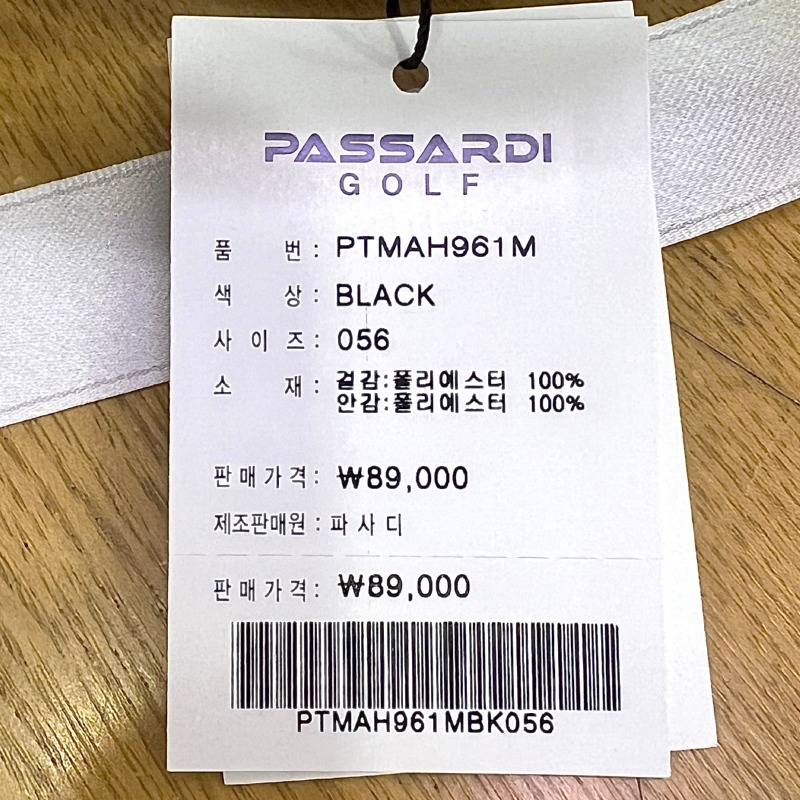 PASSARDI
GOLF
품 번 : PTMAH961M
색 상 : BLACK
사 이 즈 : 056
소 재 : 겉감:폴리에스터 100%
안감:폴리에스터 100%
판 매 가 격 : ₩89,000
제조판매원 : 파 사 디
판 매 가 격 : ₩89,000
PTMAH961MBK056